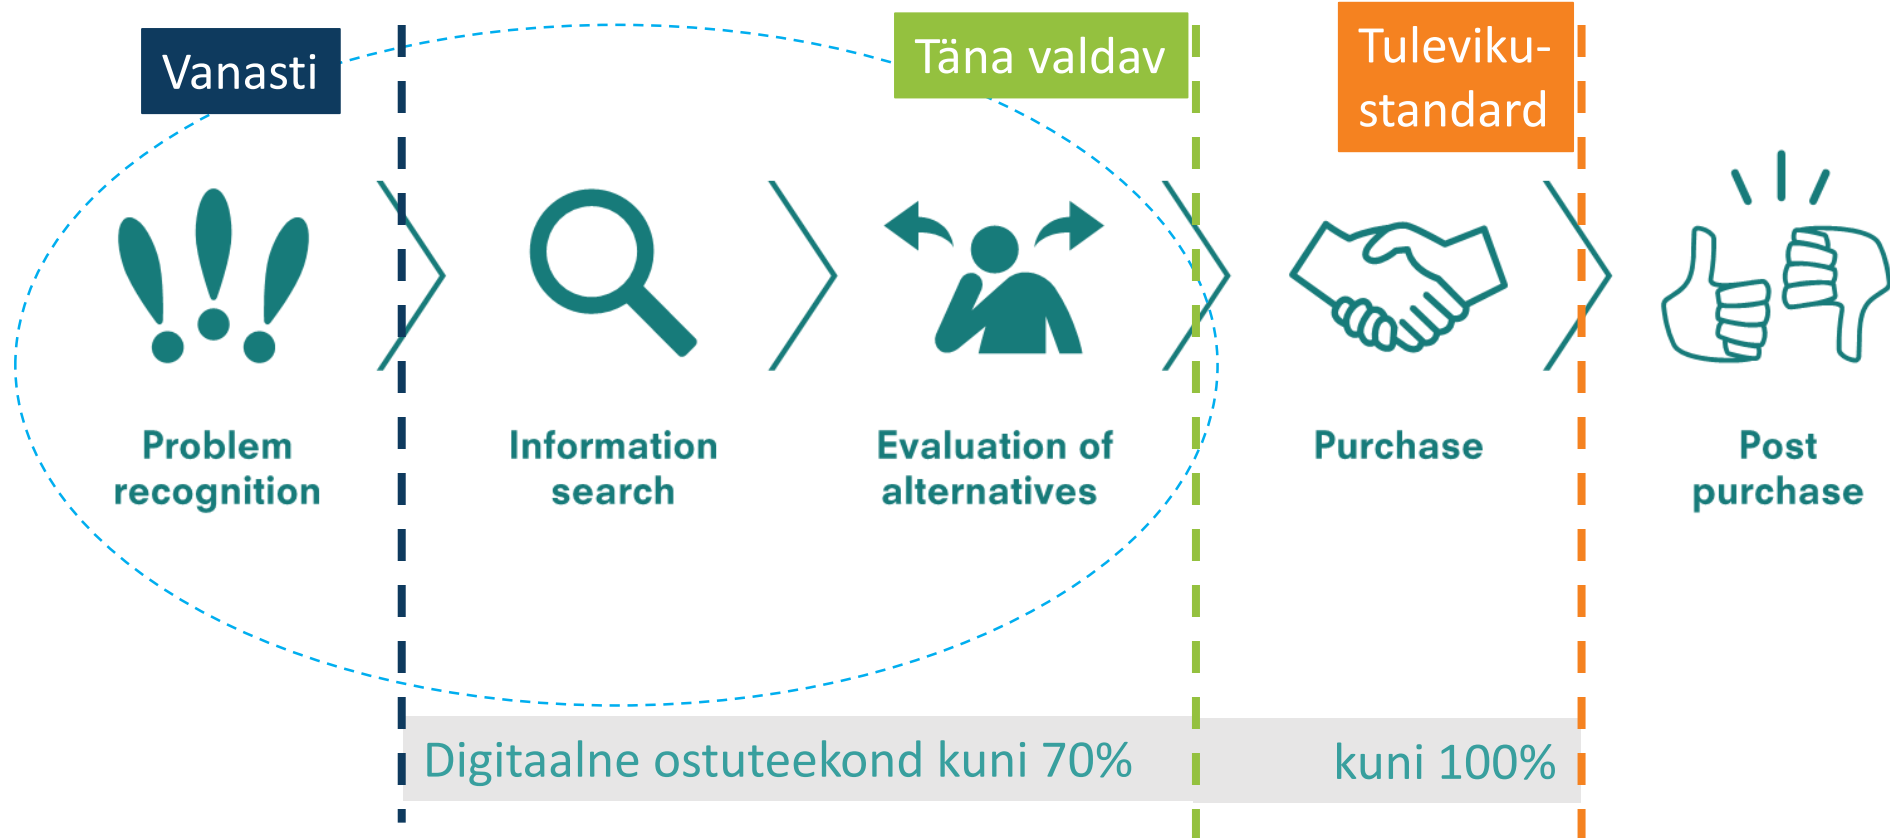 Vanasti
Täna valdav
Tuleviku-
standard
Problem
recognition
Information
search
Evaluation of
alternatives
Purchase
Post
purchase
Digitaalne ostuteekond kuni 70%
kuni 100%